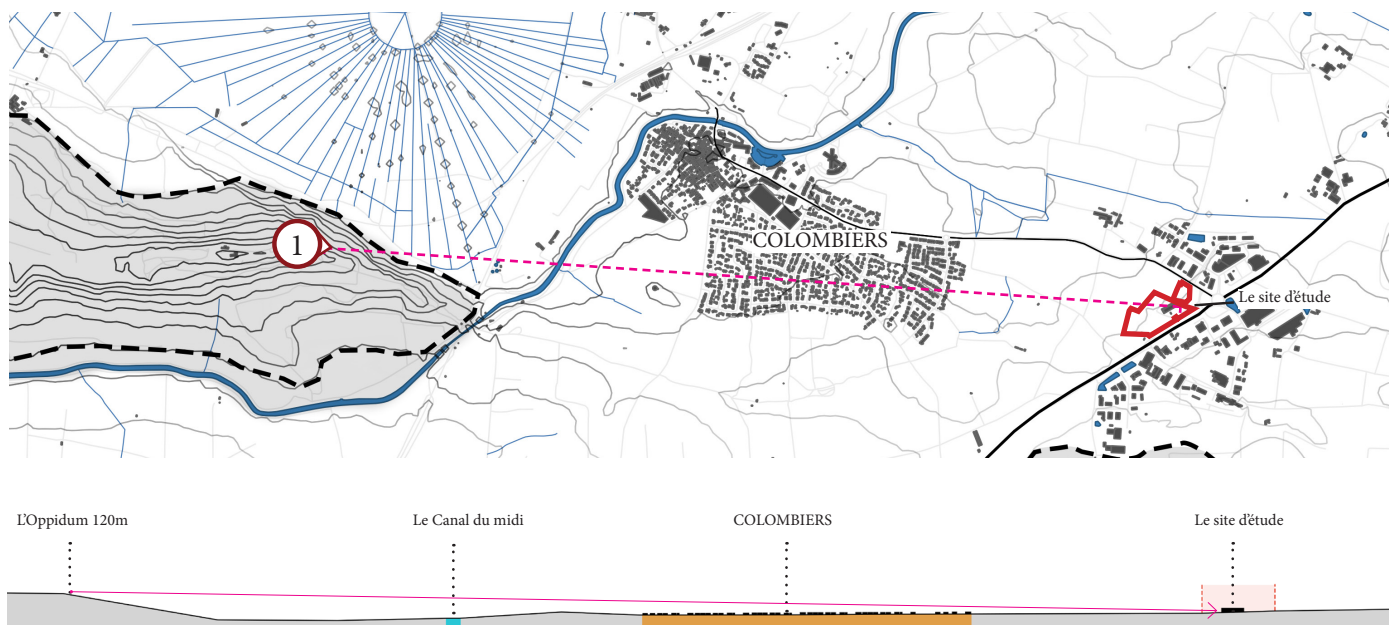 1
COLOMBIERS
Le site d'étude
L'Oppidum 120m
Le Canal du midi
COLOMBIERS
Le site d'étude